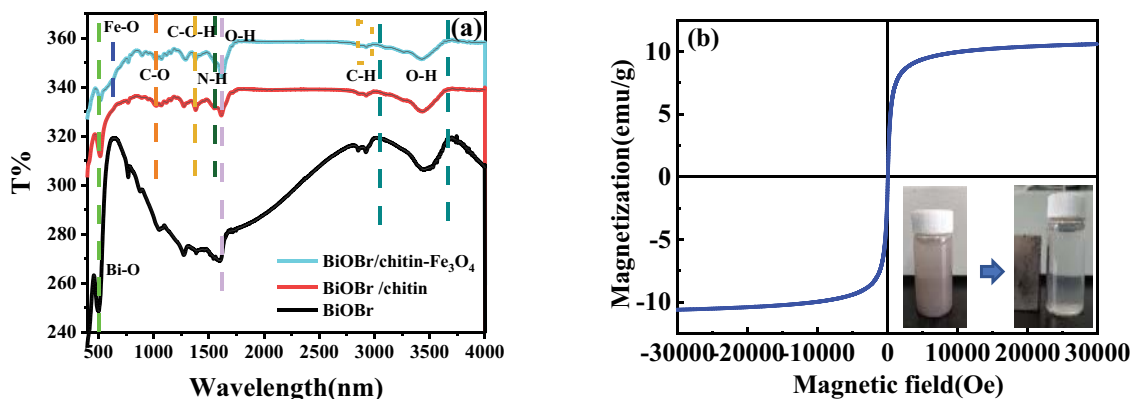 (a)
Fe-O
C-O-H
O-H
C-O
N-H
C-H
O-H
Bi-O
BiOBr/chitin-Fe₃O₄
BiOBr /chitin
BiOBr
T%
360
340
320
300
280
260
240
500 1000 1500 2000 2500 3000 3500 4000
Wavelength(nm)
(b)
Magnetization(emu/g)
10
5
0
-5
-10
-30000 -20000 -10000 0 10000 20000 30000
Magnetic field(Oe)